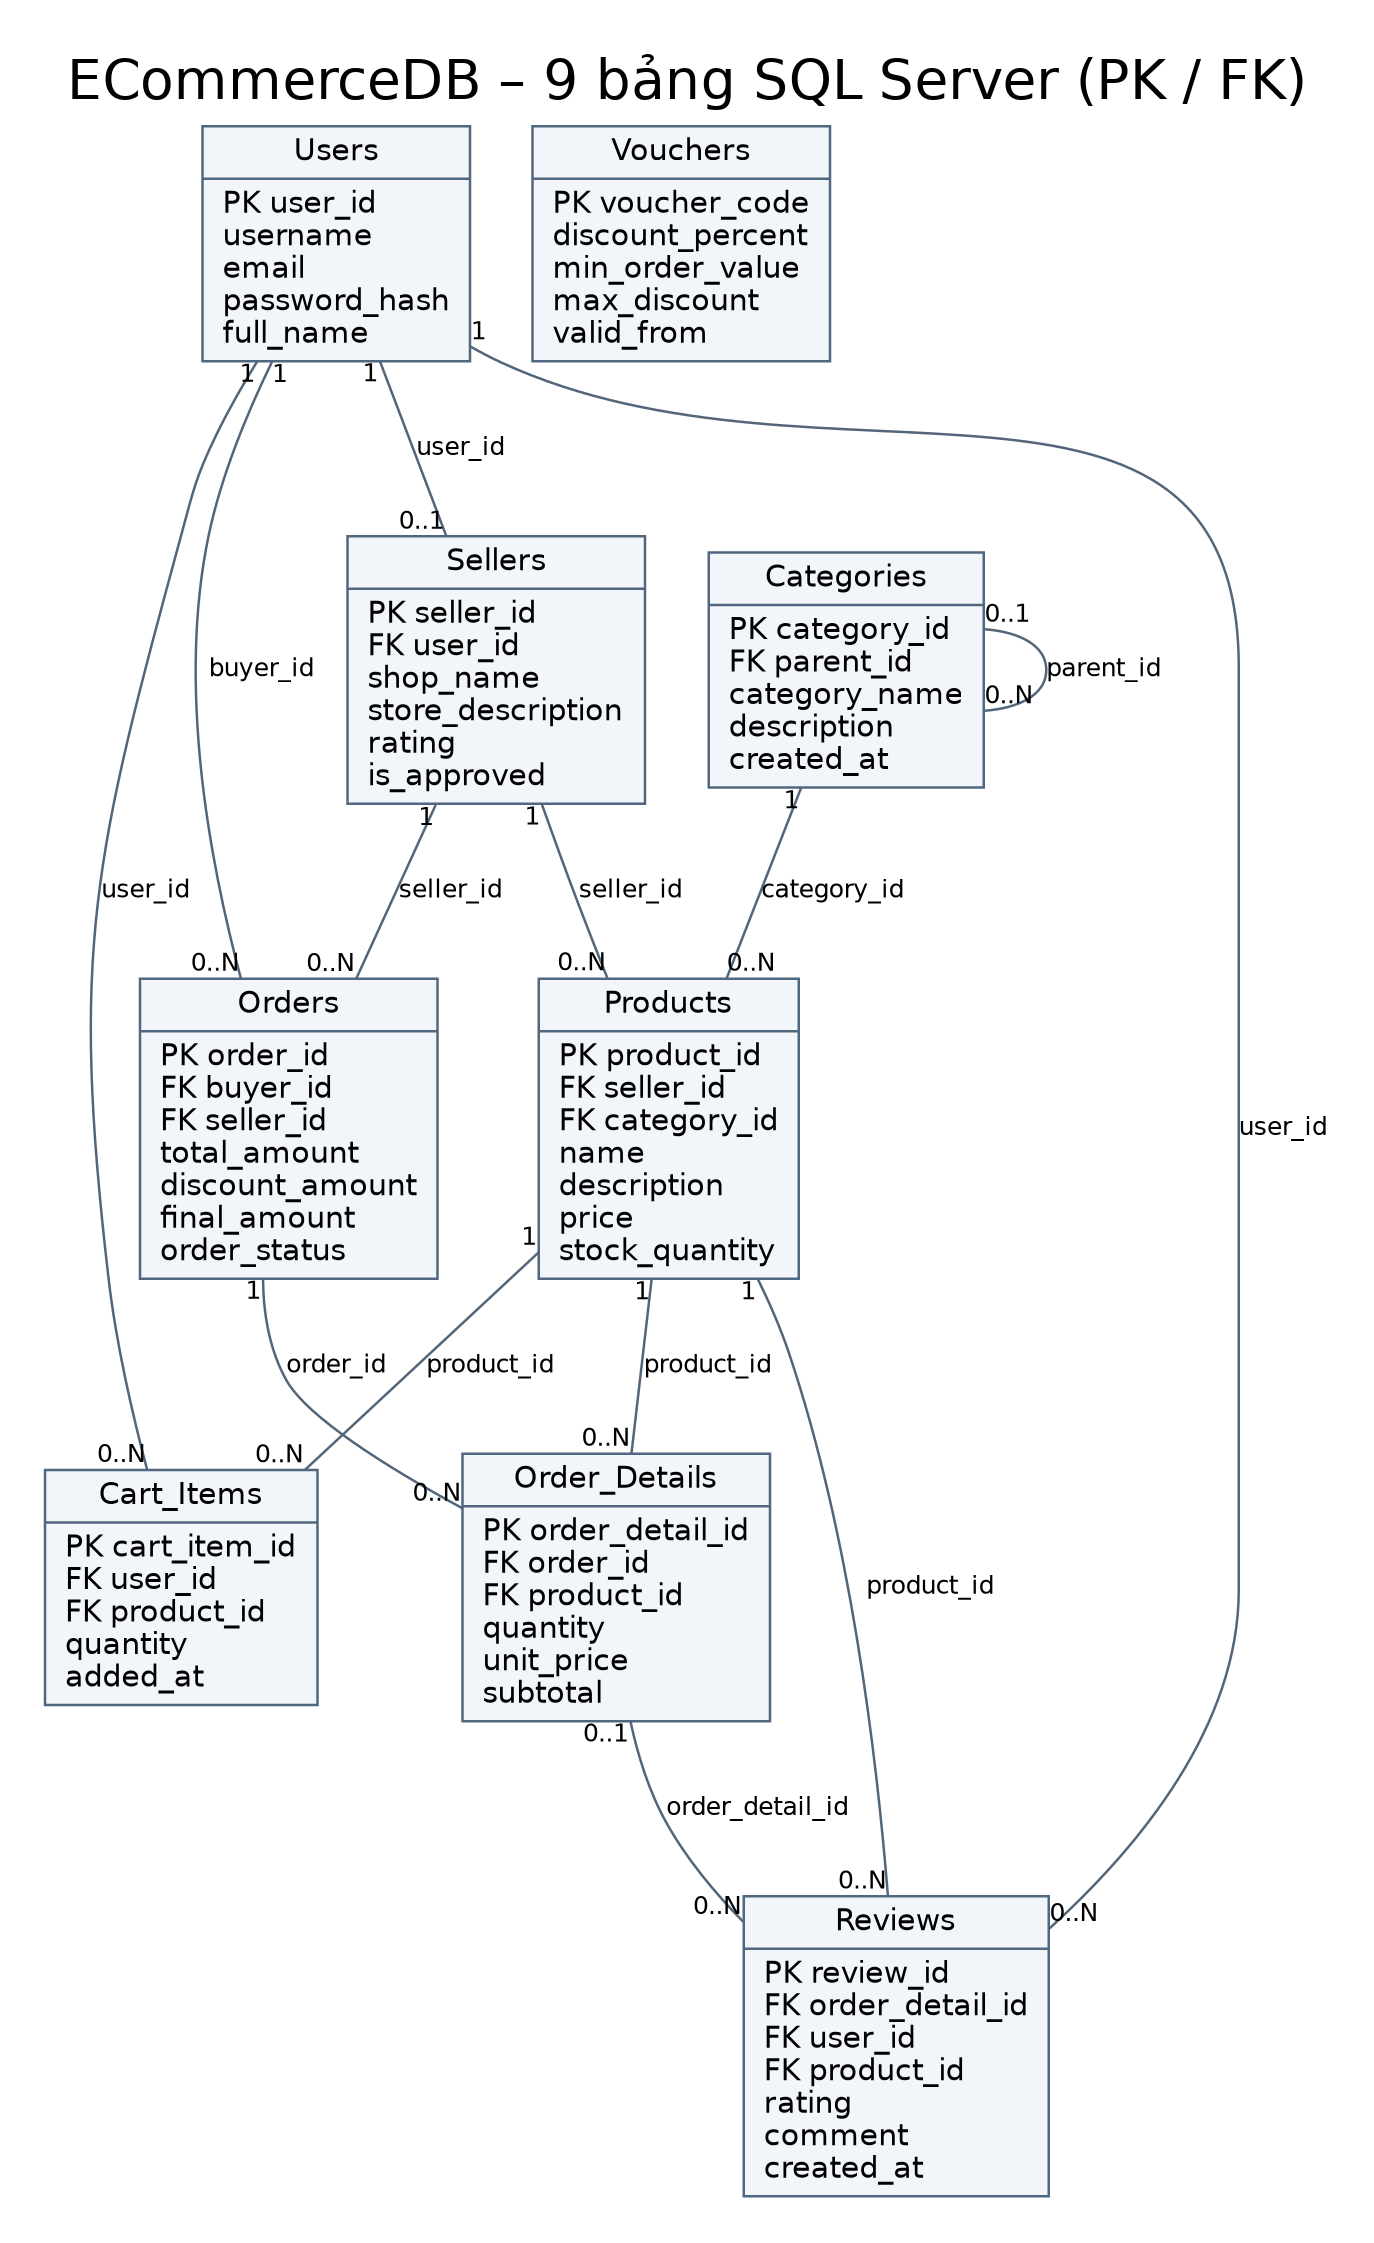 ECommerceDB – 9 bảng SQL Server (PK / FK)
Users
PK user_id
username
email
password_hash
full_name
Vouchers
PK voucher_code
discount_percent
min_order_value
max_discount
valid_from
1
1
1
1
user_id
0..1
Sellers
PK seller_id
FK user_id
shop_name
store_description
rating
is_approved
Categories
PK category_id
FK parent_id
category_name
description
created_at
0..1
parent_id
0..N
buyer_id
1
1
1
user_id
seller_id
seller_id
category_id
0..N
0..N
0..N
0..N
Orders
PK order_id
FK buyer_id
FK seller_id
total_amount
discount_amount
final_amount
order_status
Products
PK product_id
FK seller_id
FK category_id
name
description
price
stock_quantity
user_id
1
1
1
1
order_id
product_id
product_id
0..N
0..N
0..N
0..N
Cart_Items
PK cart_item_id
FK user_id
FK product_id
quantity
added_at
Order_Details
PK order_detail_id
FK order_id
FK product_id
quantity
unit_price
subtotal
product_id
0..1
order_detail_id
0..N
0..N
0..N
Reviews
PK review_id
FK order_detail_id
FK user_id
FK product_id
rating
comment
created_at